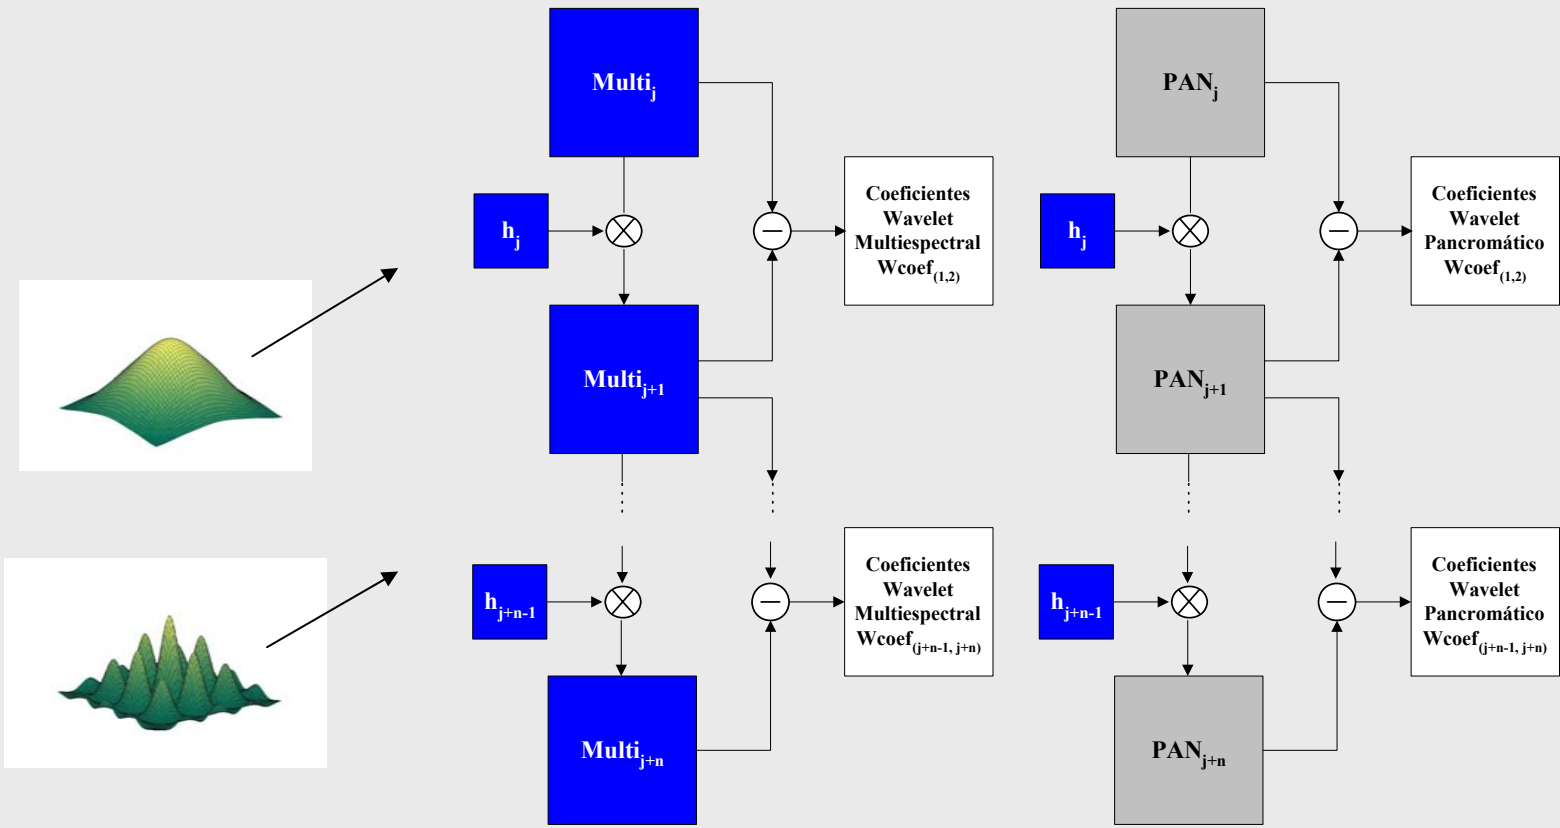 Multi_j
PAN_j
h_j
Coeficientes
Wavelet
Multiespectral
Wcoef_(1,2)
h_j
Coeficientes
Wavelet
Pancromático
Wcoef_(1,2)
Multi_j+1
PAN_j+1
h_j+n-1
Coeficientes
Wavelet
Multiespectral
Wcoef_(j+n-1, j+n)
h_j+n-1
Coeficientes
Wavelet
Pancromático
Wcoef_(j+n-1, j+n)
Multi_j+n
PAN_j+n